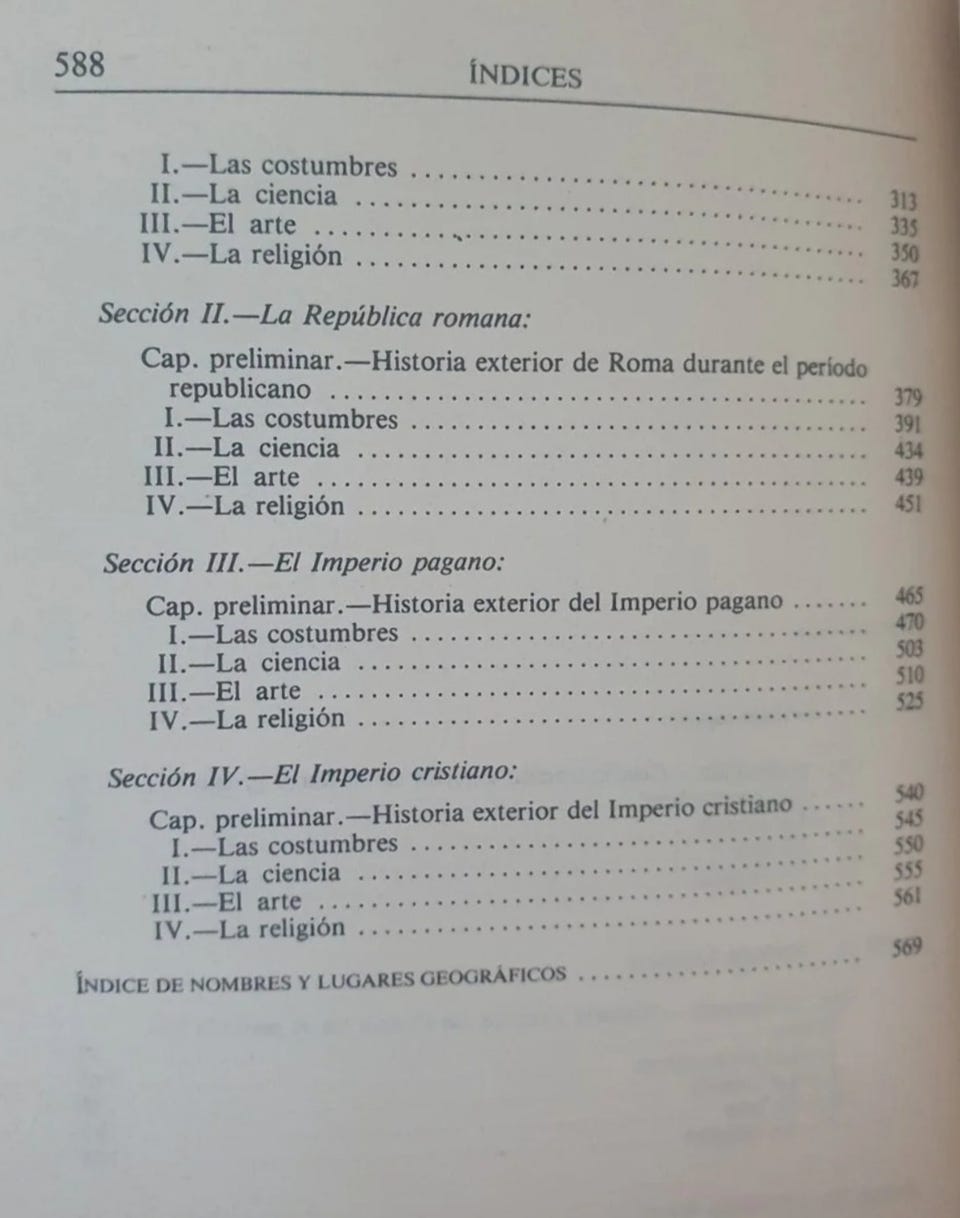 588
ÍNDICES
I.—Las costumbres ........................................ 313
II.—La ciencia ........................................ 335
III.—El arte ........................................ 350
IV.—La religión ........................................ 367
Sección II.—La República romana:
Cap. preliminar.—Historia exterior de Roma durante el período
republicano ........................................ 379
I.—Las costumbres ........................................ 391
II.—La ciencia ........................................ 434
III.—El arte ........................................ 439
IV.—La religión ........................................ 451
Sección III.—El Imperio pagano:
Cap. preliminar.—Historia exterior del Imperio pagano ....... 465
I.—Las costumbres ........................................ 470
II.—La ciencia ........................................ 503
III.—El arte ........................................ 510
IV.—La religión ........................................ 525
Sección IV.—El Imperio cristiano:
Cap. preliminar.—Historia exterior del Imperio cristiano ...... 540
I.—Las costumbres ........................................ 545
II.—La ciencia ........................................ 550
III.—El arte ........................................ 555
IV.—La religión ........................................ 561
ÍNDICE DE NOMBRES Y LUGARES GEOGRÁFICOS ........................ 569